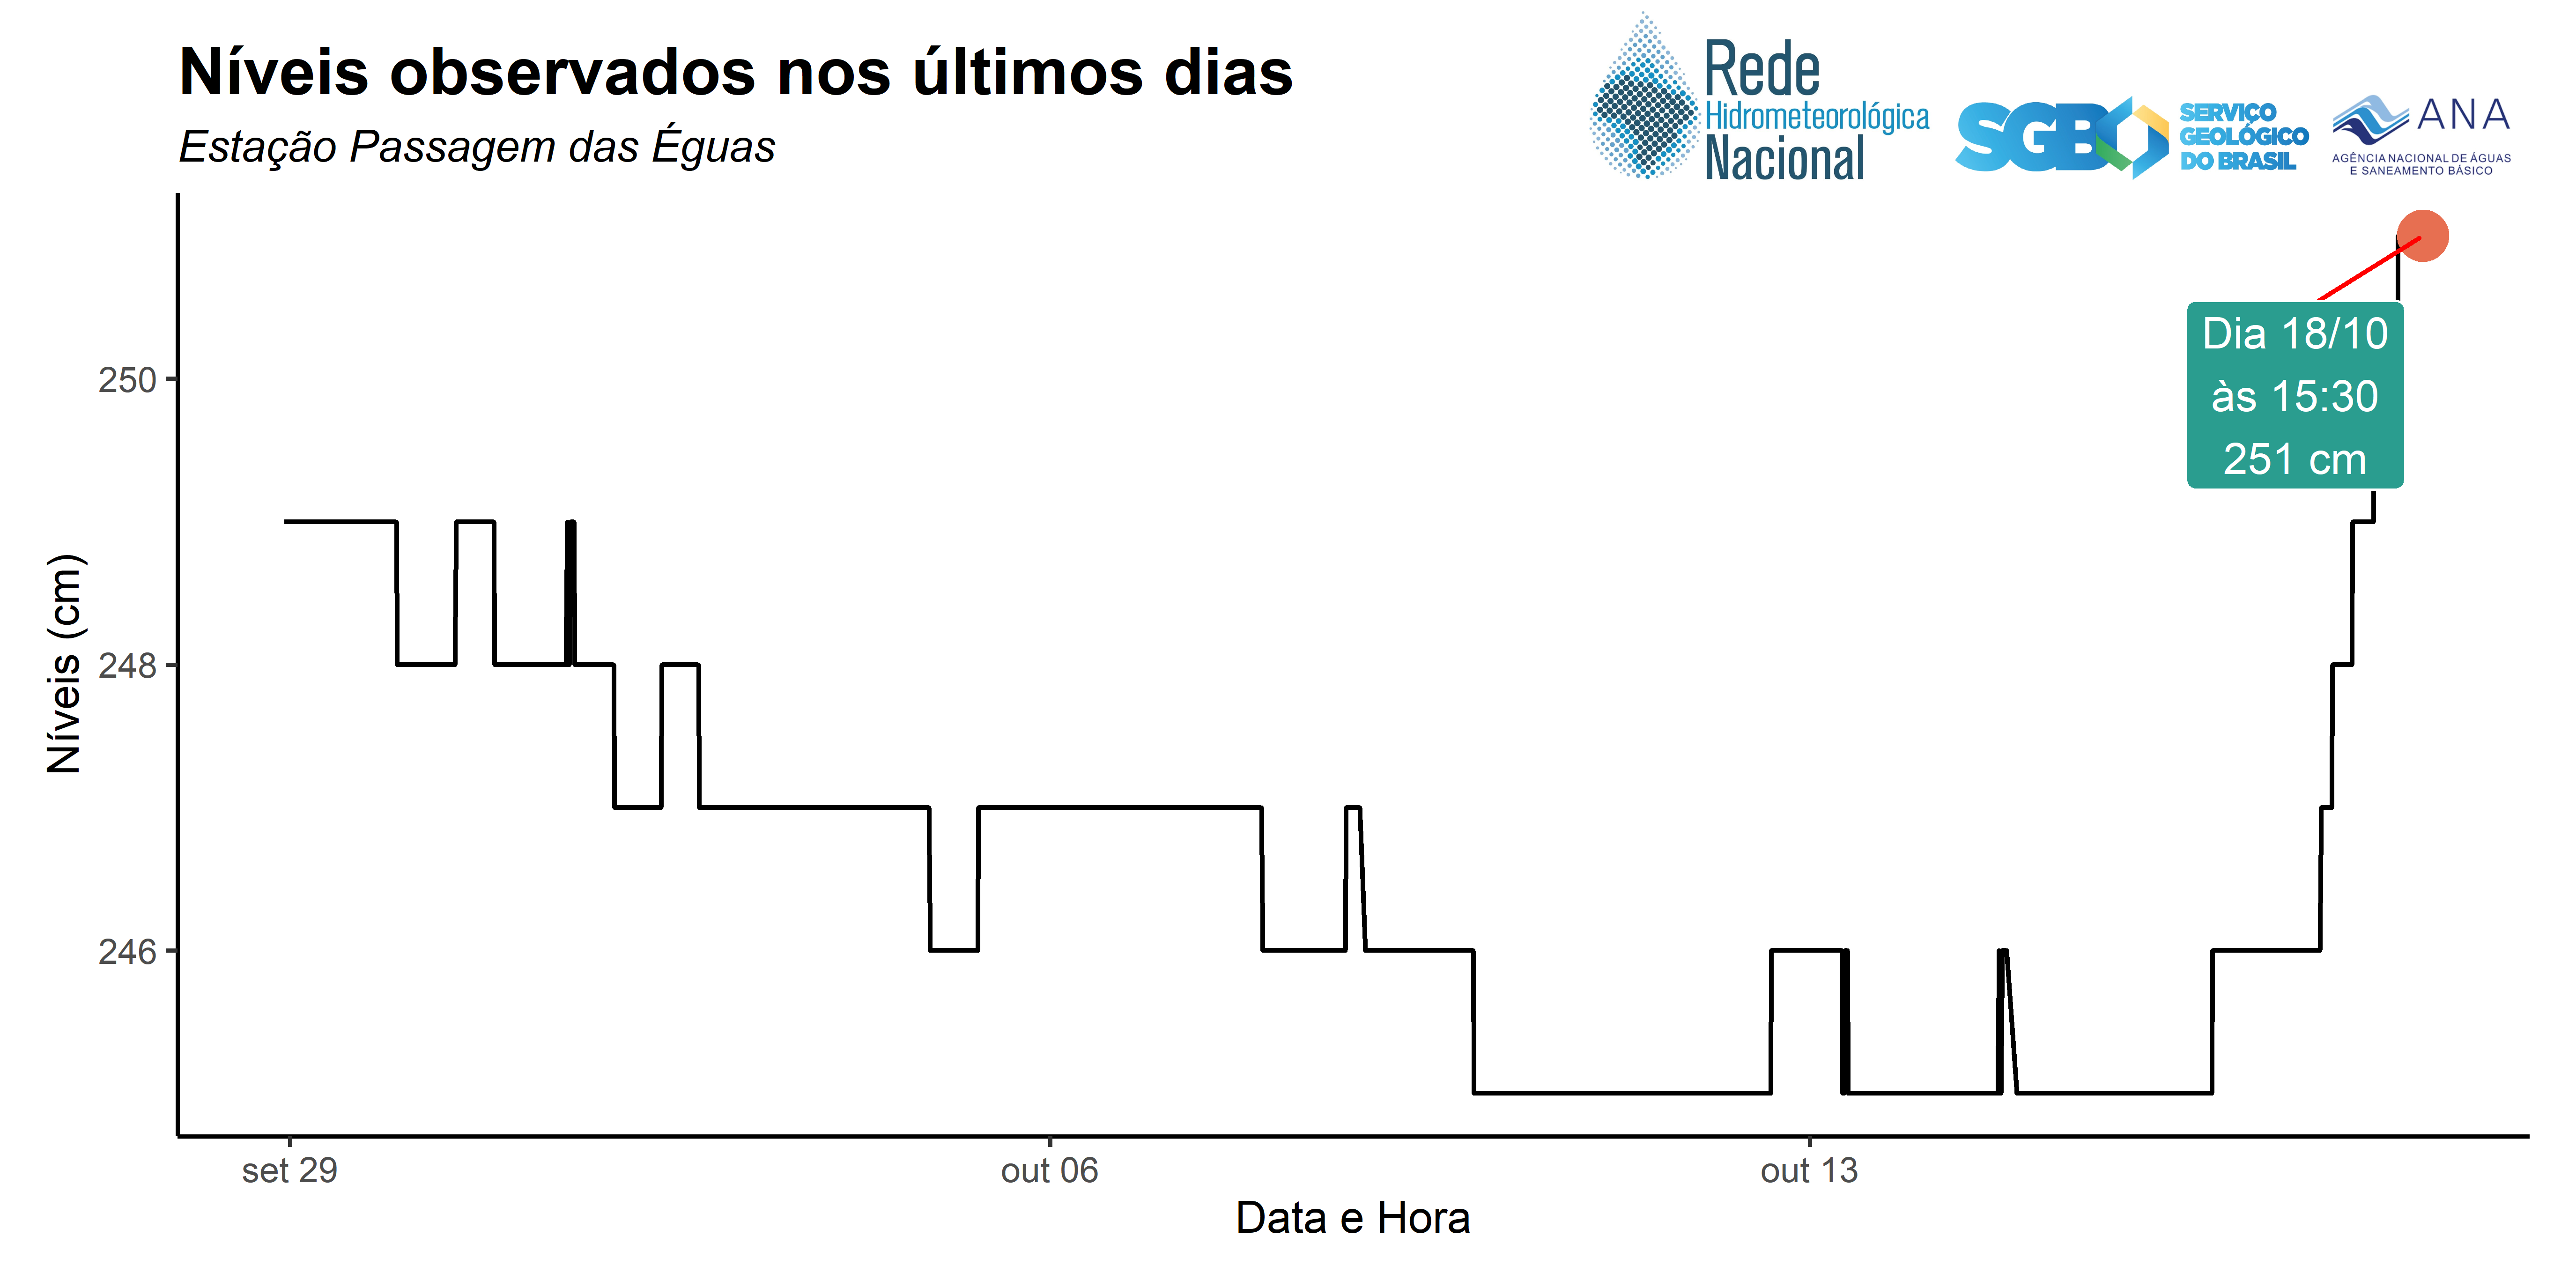 Níveis observados nos últimos dias
Estação Passagem das Éguas
Rede
Hidrometeorológica
Nacional
SGB
SERVIÇO
GEOLÓGICO
DO BRASIL
ANA
AGÊNCIA NACIONAL DE ÁGUAS
E SANEAMENTO BÁSICO
Dia 18/10
às 15:30
251 cm
Níveis (cm)
250
248
246
set 29
out 06
out 13
Data e Hora